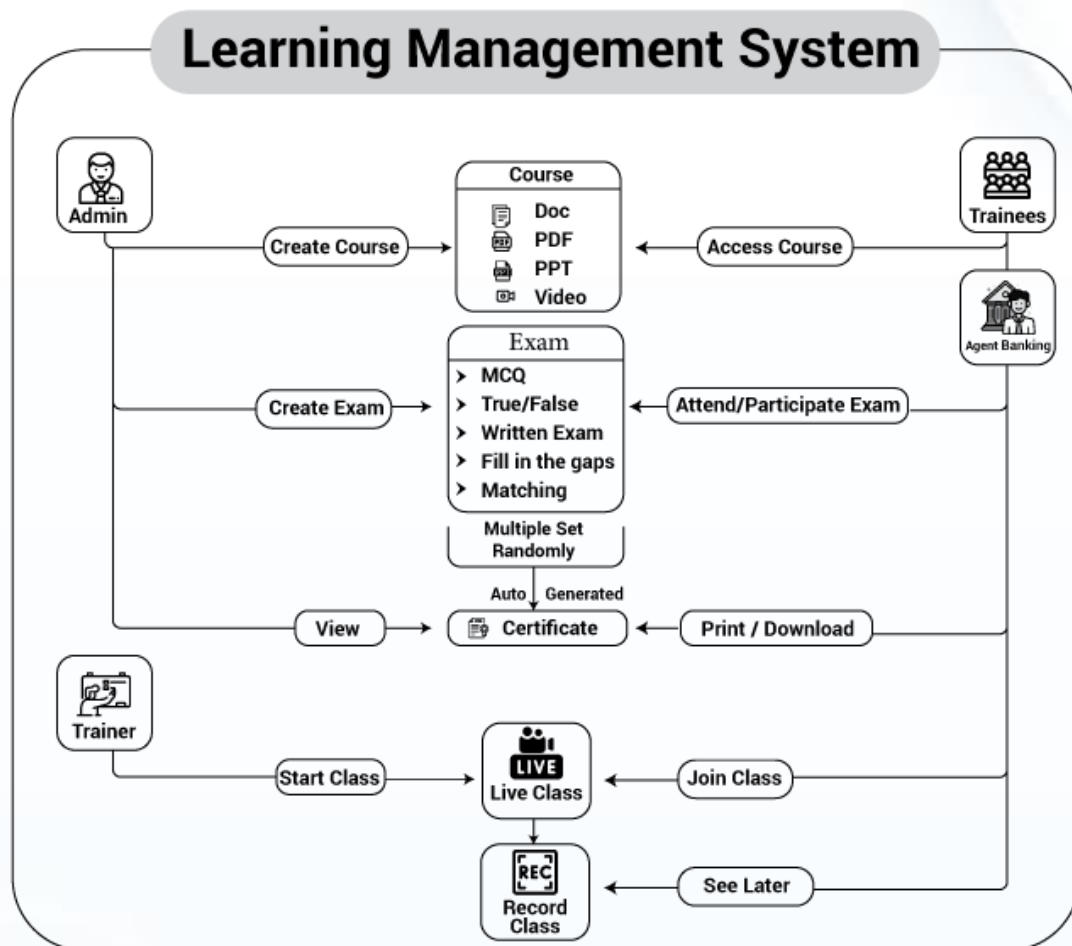 Learning Management System
Admin
Trainees
Course
Doc
PDF
PPT
Video
Create Course
Access Course
Agent Banking
Exam
MCQ
True/False
Written Exam
Fill in the gaps
Matching
Create Exam
Attend/Participate Exam
Multiple Set
Randomly
Auto Generated
View
Certificate
Print / Download
Trainer
Start Class
LIVE
Live Class
Join Class
REC
Record
Class
See Later